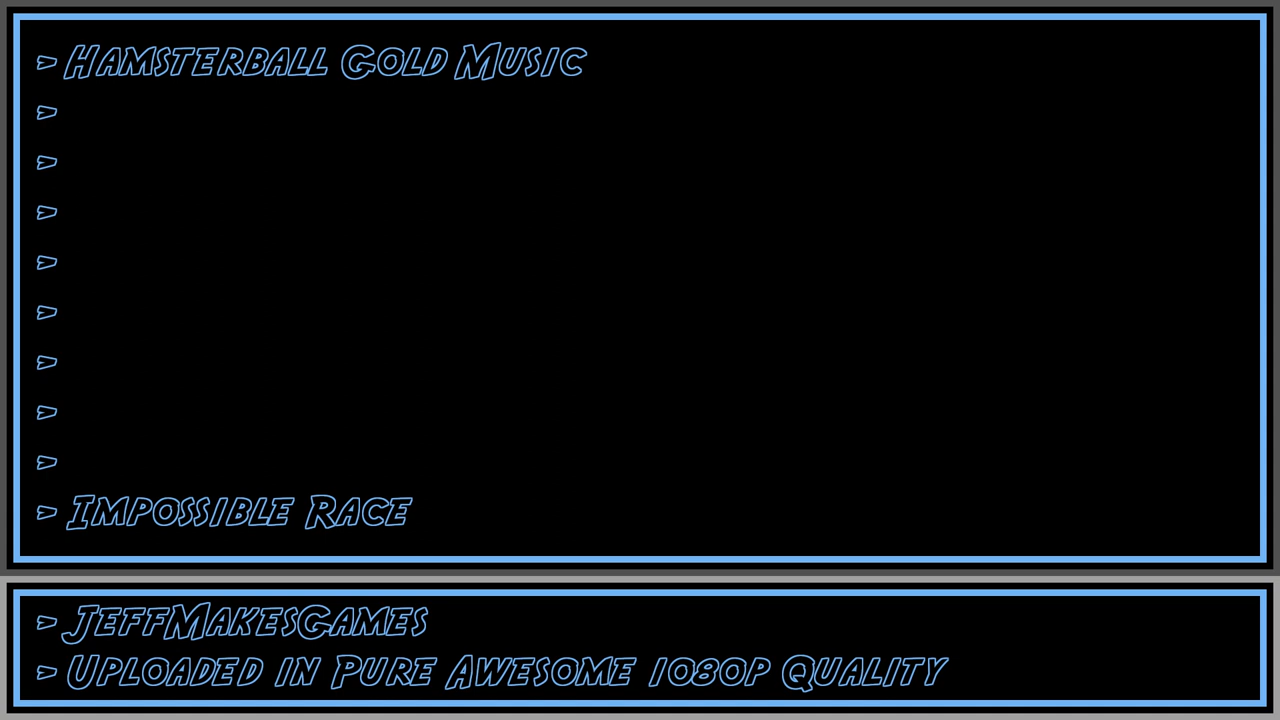 > Hamsterball Gold Music
>
>
>
>
>
>
>
>
> Impossible Race
> JeffMakesGames
> Uploaded in Pure Awesome 1080p Quality